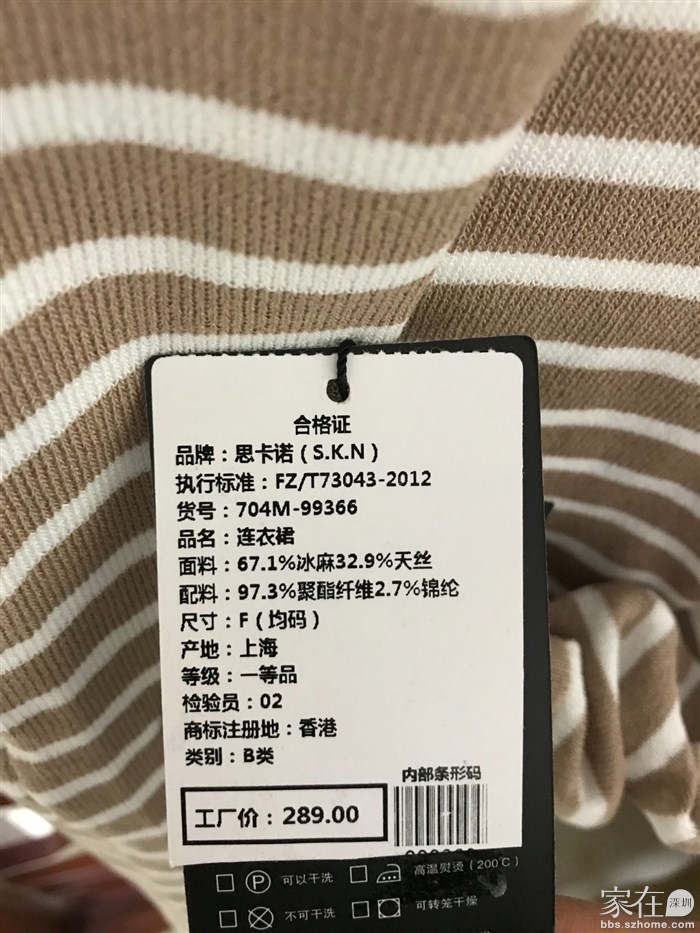 合格证
品牌：思卡诺（S.K.N）
执行标准：FZ/T73043-2012
货号：704M-99366
品名：连衣裙
面料：67.1%冰麻32.9%天丝
配料：97.3%聚酯纤维2.7%锦纶
尺寸：F（均码）
产地：上海
等级：一等品
检验员：02
商标注册地：香港
类别：B类
内部条形码
工厂价：289.00
P 可以干洗 高温熨烫（200℃）
不可干洗 可转笼干燥
家在 深圳
bbs.szhome.com